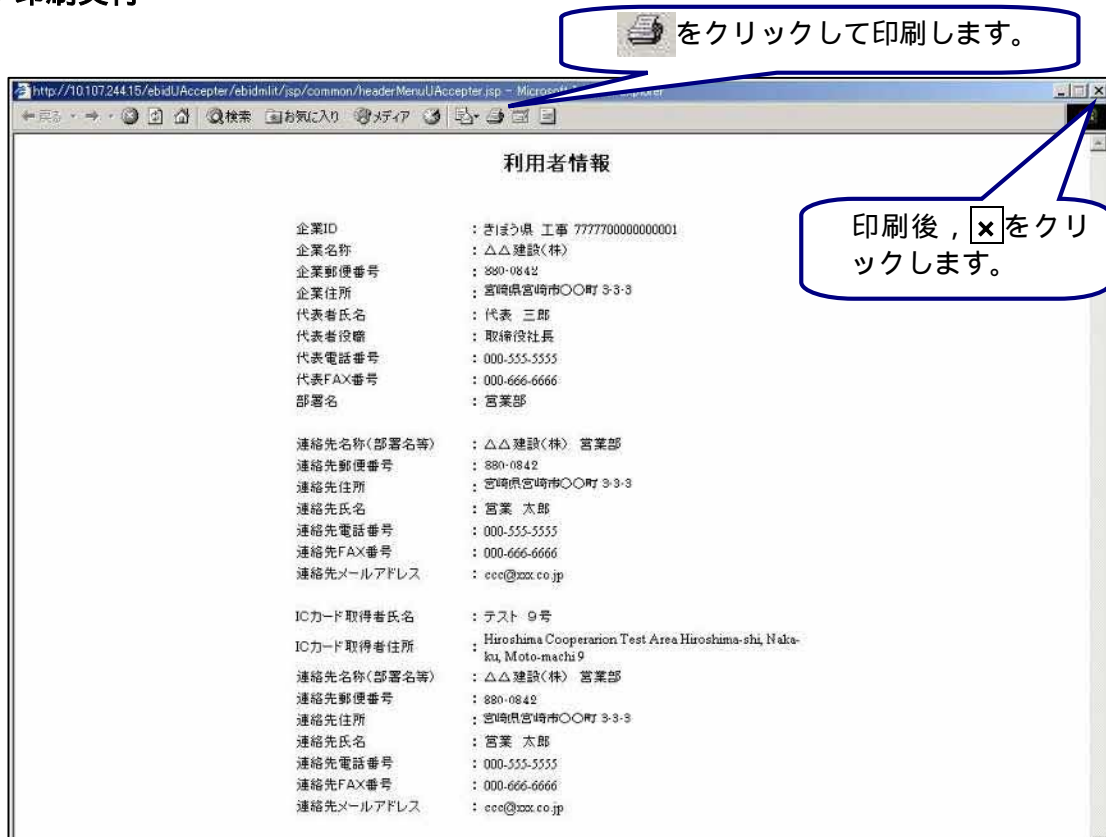 をクリックして印刷します。
http://10.107.244.15/ebidUAccepter/ebidmlit/jsp/common/headerMenuUAccepter.jsp - Microsoft
戻る
検索 お気に入り メディア
利用者情報
印刷後，×をクリ
ックします。
企業ID : きぼう県 工事 7777700000000001
企業名称 : △△建設(株)
企業郵便番号 : 880-0842
企業住所 : 宮崎県宮崎市〇〇町 3-3-3
代表者氏名 : 代表 三郎
代表者役職 : 取締役社長
代表電話番号 : 000-555-5555
代表FAX番号 : 000-666-6666
部署名 : 営業部
連絡先名称(部署名等) : △△建設(株) 営業部
連絡先郵便番号 : 880-0842
連絡先住所 : 宮崎県宮崎市〇〇町 3-3-3
連絡先氏名 : 営業 太郎
連絡先電話番号 : 000-555-5555
連絡先FAX番号 : 000-666-6666
連絡先メールアドレス : ccc@xxx.co.jp
ICカード取得者氏名 : テスト 9号
ICカード取得者住所 : Hiroshima Cooperarion Test Area Hiroshima-shi, Naka-
ku, Moto-machi 9
連絡先名称(部署名等) : △△建設(株) 営業部
連絡先郵便番号 : 880-0842
連絡先住所 : 宮崎県宮崎市〇〇町 3-3-3
連絡先氏名 : 営業 太郎
連絡先電話番号 : 000-555-5555
連絡先FAX番号 : 000-666-6666
連絡先メールアドレス : ccc@xxx.co.jp